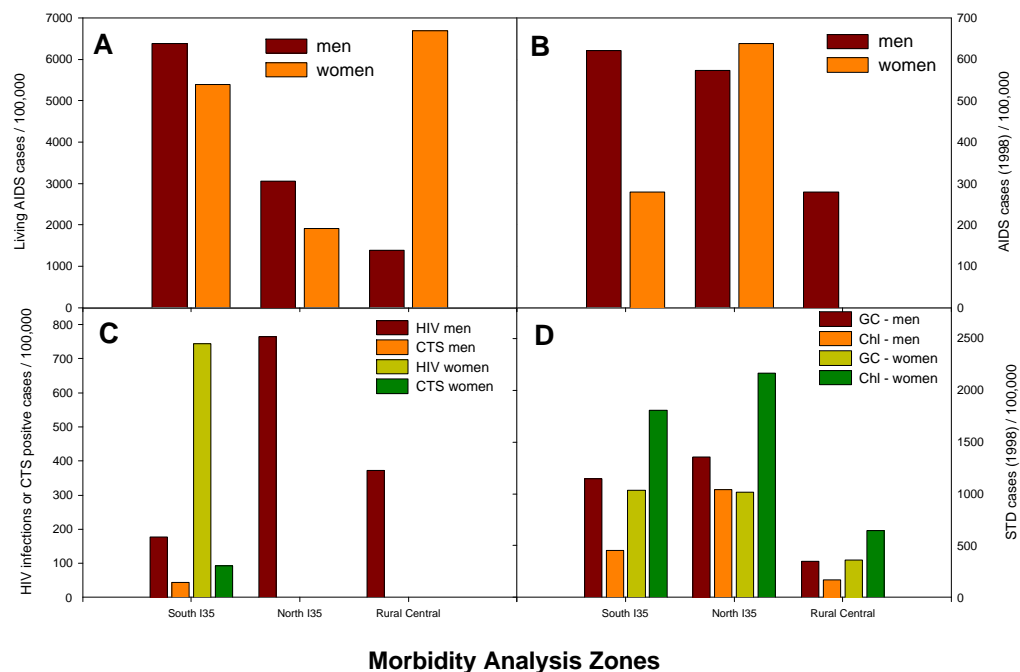 A
men
women
7000
6000
5000
4000
3000
2000
1000
0
Living AIDS cases / 100,000
B
men
women
700
600
500
400
300
200
100
0
AIDS cases (1998) / 100,000
C
HIV men
CTS men
HIV women
CTS women
800
700
600
500
400
300
200
100
0
HIV infections or CTS positve cases / 100,000
South I35
North I35
Rural Central
D
GC - men
Chl - men
GC - women
Chl - women
2500
2000
1500
1000
500
0
STD cases (1998) / 100,000
South I35
North I35
Rural Central
Morbidity Analysis Zones